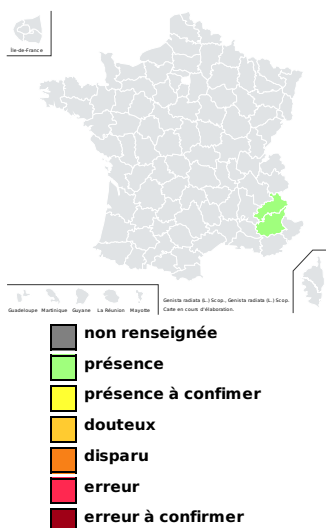 Île-de-France
Guadeloupe Martinique Guyane La Réunion Mayotte
Genista radiata (L.) Scop., Genista radiata (L.) Scop.
Carte en cours d'élaboration.
non renseignée
présence
présence à confimer
douteux
disparu
erreur
erreur à confirmer